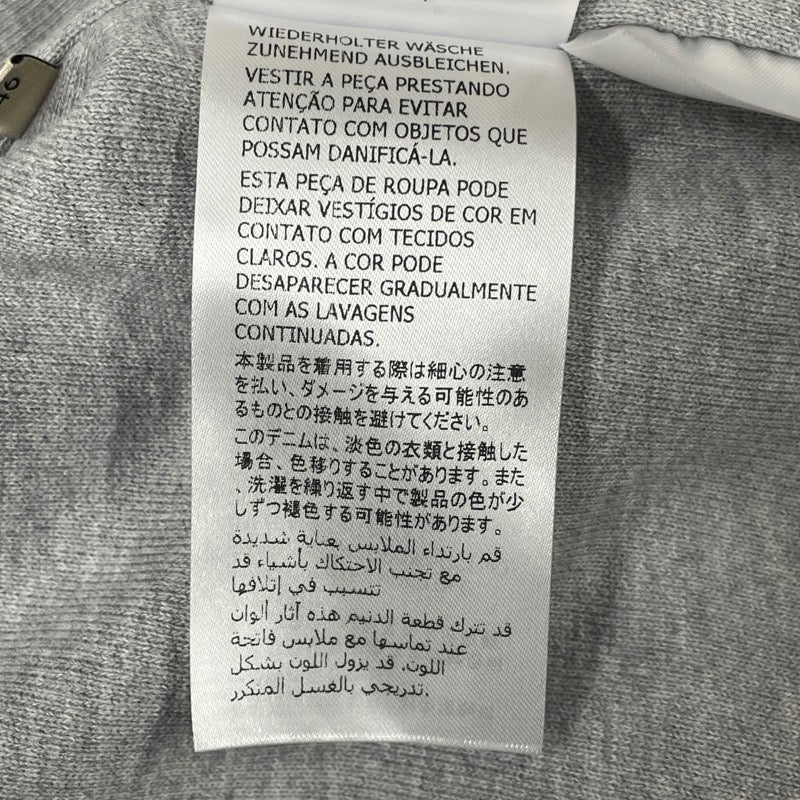 WIEDERHOLTER WÄSCHE
ZUNEHMEND AUSBLEICHEN.
VESTIR A PEÇA PRESTANDO
ATENÇÃO PARA EVITAR
CONTATO COM OBJETOS QUE
POSSAM DANIFICÁ-LA.
ESTA PEÇA DE ROUPA PODE
DEIXAR VESTÍGIOS DE COR EM
CONTATO COM TECIDOS
CLAROS. A COR PODE
DESAPARECER GRADUALMENTE
COM AS LAVAGENS
CONTINUADAS.
本製品を着用する際は細心の注意
を払い、ダメージを与える可能性のあ
るものとの接触を避けてください。
このデニムは、淡色の衣類と接触した
場合、色移りすることがあります。また
、洗濯を繰り返す中で製品の色が少
しずつ褪色する可能性があります。
قم بارتداء الملابس بعناية شديدة
مع تجنب الاحتكاك بأشياء قد
تتسبب في إتلافها
قد تترك قطعة الدنيم هذه آثار ألوان
عند تماسها مع ملابس فاتحة
اللون. قد يزول اللون بشكل
تدريجي بالغسل المتكرر.